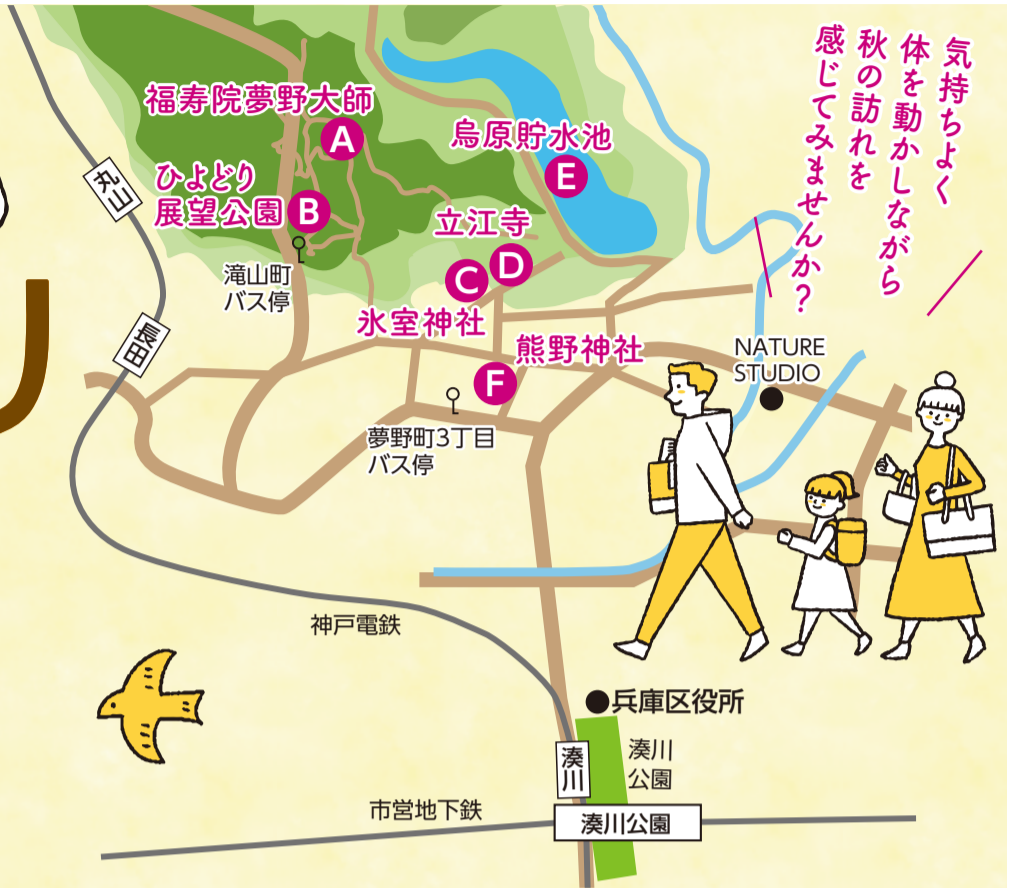 気持ちよく
体を動かしながら
秋の訪れを
感じてみませんか?
福寿院夢野大師
A
ひよどり
展望公園
B
滝山町
バス停
丸山
長田
烏原貯水池
E
立江寺
D
C
氷室神社
熊野神社
F
夢野町3丁目
バス停
NATURE
STUDIO
神戸電鉄
兵庫区役所
湊川
湊川
公園
市営地下鉄
湊川公園